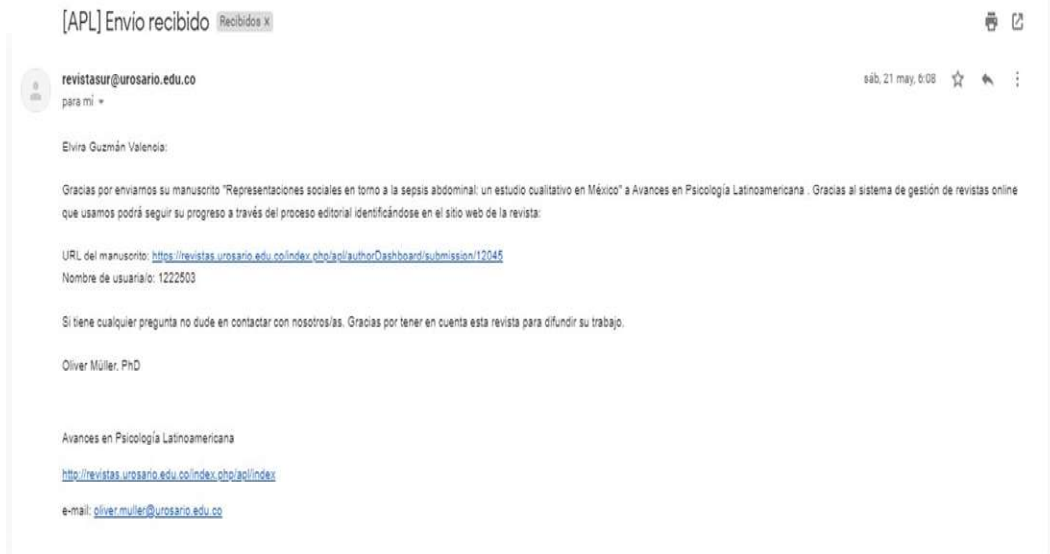 [APL] Envío recibido Recibidos x
revistasur@urosario.edu.co sáb, 21 may, 6:08
para mí
Elvira Guzmán Valencia:
Gracias por enviarnos su manuscrito "Representaciones sociales en torno a la sepsis abdominal: un estudio cualitativo en México" a Avances en Psicología Latinoamericana . Gracias al sistema de gestión de revistas online
que usamos podrá seguir su progreso a través del proceso editorial identificándose en el sitio web de la revista:
URL del manuscrito: https://revistas.urosario.edu.co/index.php/apl/authorDashboard/submission/12045
Nombre de usuaria/o: 1222503
Si tiene cualquier pregunta no dude en contactar con nosotros/as. Gracias por tener en cuenta esta revista para difundir su trabajo.
Oliver Müller, PhD
Avances en Psicología Latinoamericana
http://revistas.urosario.edu.co/index.php/apl/index
e-mail: oliver.muller@urosario.edu.co